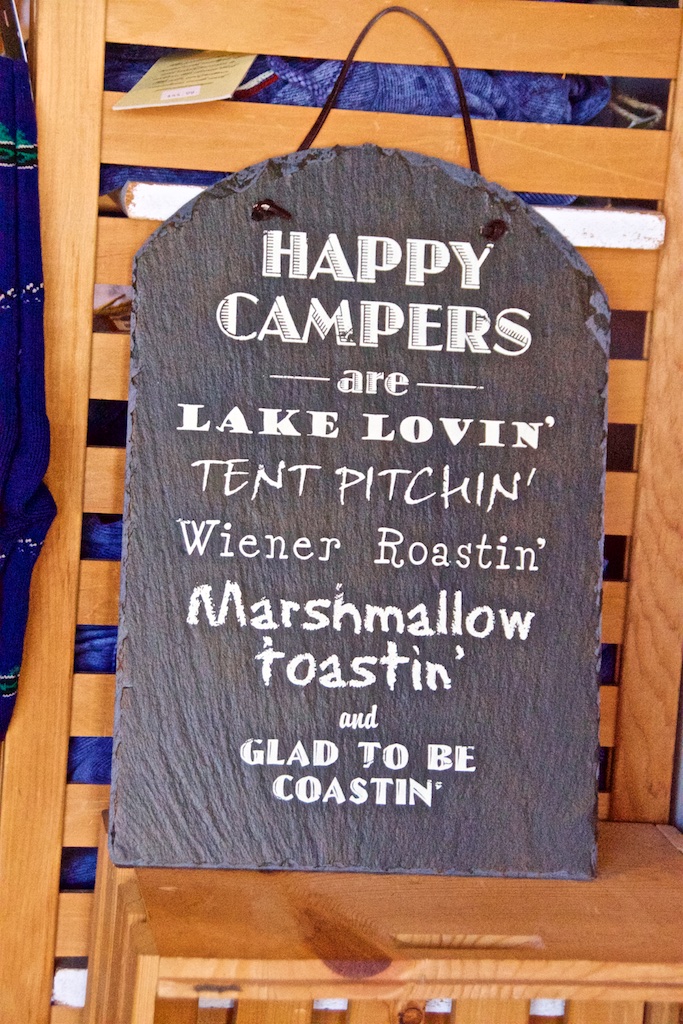 HAPPY
CAMPERS
are
LAKE LOVIN'
TENT PITCHIN'
Wiener Roastin'
Marshmallow
toastin'
and
GLAD TO BE
COASTIN'